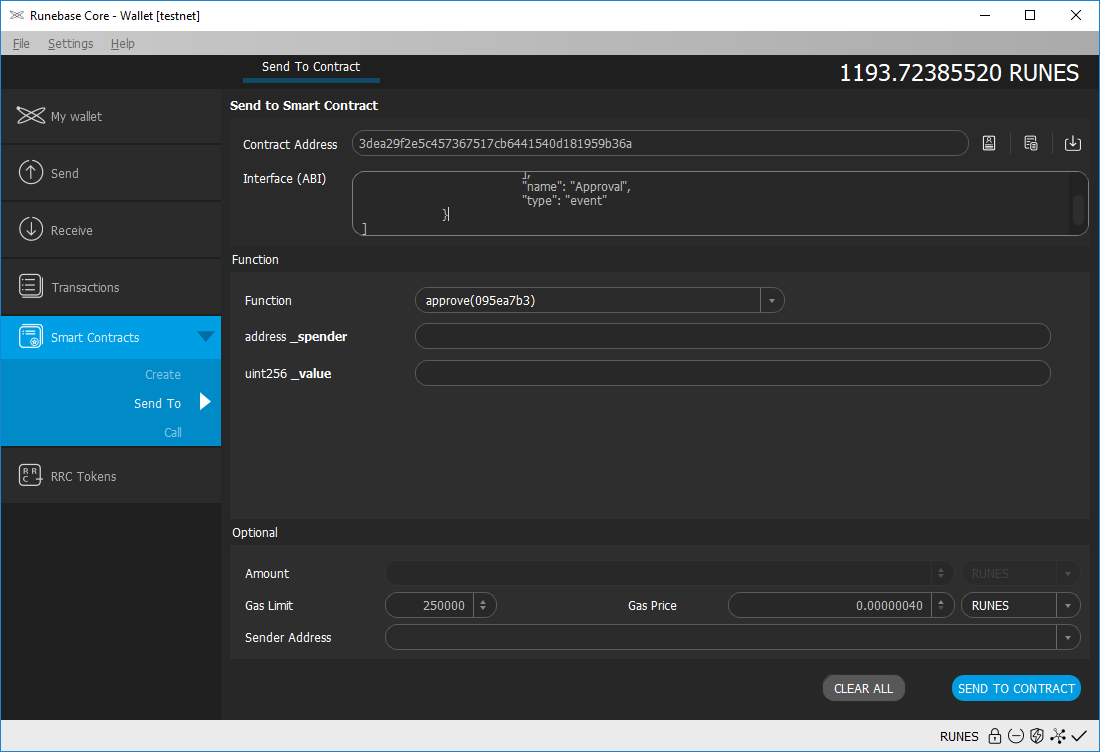 Runebase Core - Wallet [testnet]
File Settings Help
Send To Contract
1193.72385520 RUNES
My wallet
Send
Receive
Transactions
Smart Contracts
Create
Send To
Call
RRC Tokens
Send to Smart Contract
Contract Address 3dea29f2e5c457367517cb6441540d181959b36a
Interface (ABI)
],
"name": "Approval",
"type": "event"
}
]
Function
Function approve(095ea7b3)
address _spender
uint256 _value
Optional
Amount RUNES
Gas Limit 250000 Gas Price 0.00000040 RUNES
Sender Address
CLEAR ALL SEND TO CONTRACT
RUNES